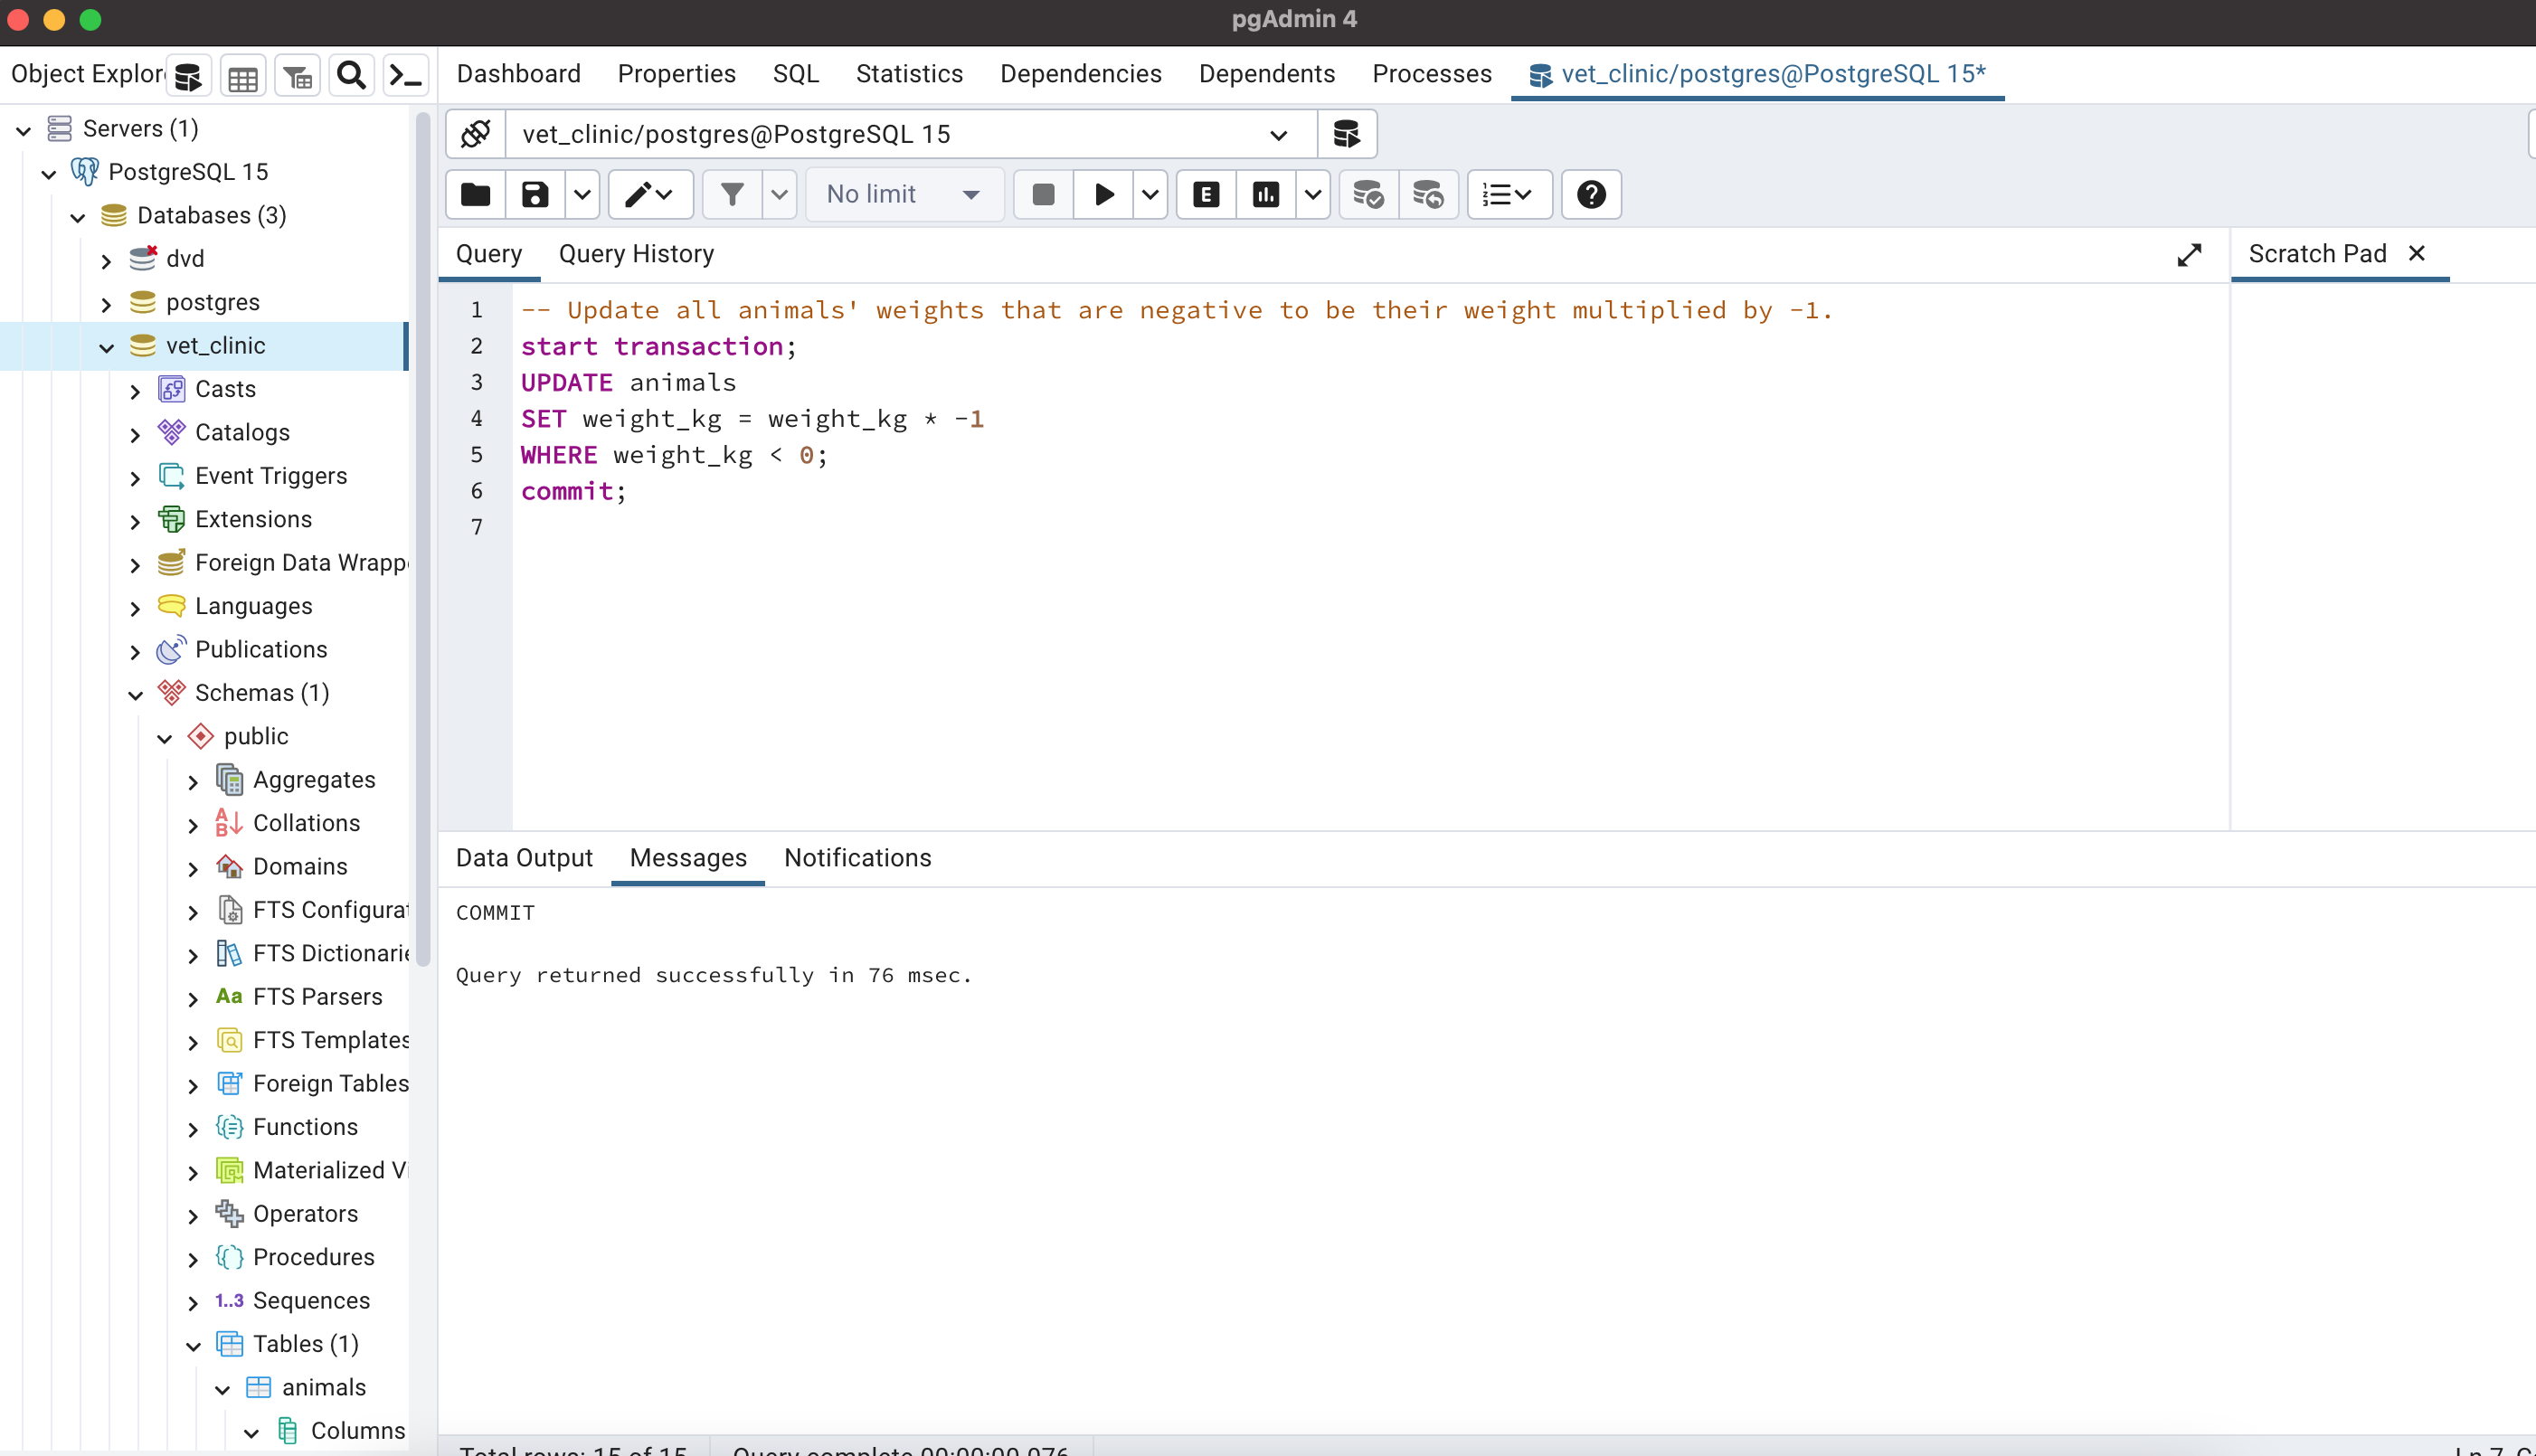 pgAdmin 4
Object Explor
Dashboard Properties SQL Statistics Dependencies Dependents Processes vet_clinic/postgres@PostgreSQL 15*
Servers (1)
PostgreSQL 15
Databases (3)
dvd
postgres
vet_clinic
Casts
Catalogs
Event Triggers
Extensions
Foreign Data Wrapp
Languages
Publications
Schemas (1)
public
Aggregates
Collations
Domains
FTS Configurat
FTS Dictionarie
Aa FTS Parsers
FTS Templates
Foreign Tables
Functions
Materialized Vi
Operators
Procedures
1..3 Sequences
Tables (1)
animals
Columns
vet_clinic/postgres@PostgreSQL 15
No limit E
Query Query History
Scratch Pad
1 -- Update all animals' weights that are negative to be their weight multiplied by -1.
2 start transaction;
3 UPDATE animals
4 SET weight_kg = weight_kg * -1
5 WHERE weight_kg < 0;
6 commit;
7
Data Output Messages Notifications
COMMIT
Query returned successfully in 76 msec.
Total rows: 15 of 15 Query complete 00:00:00.076 Ln 7, C